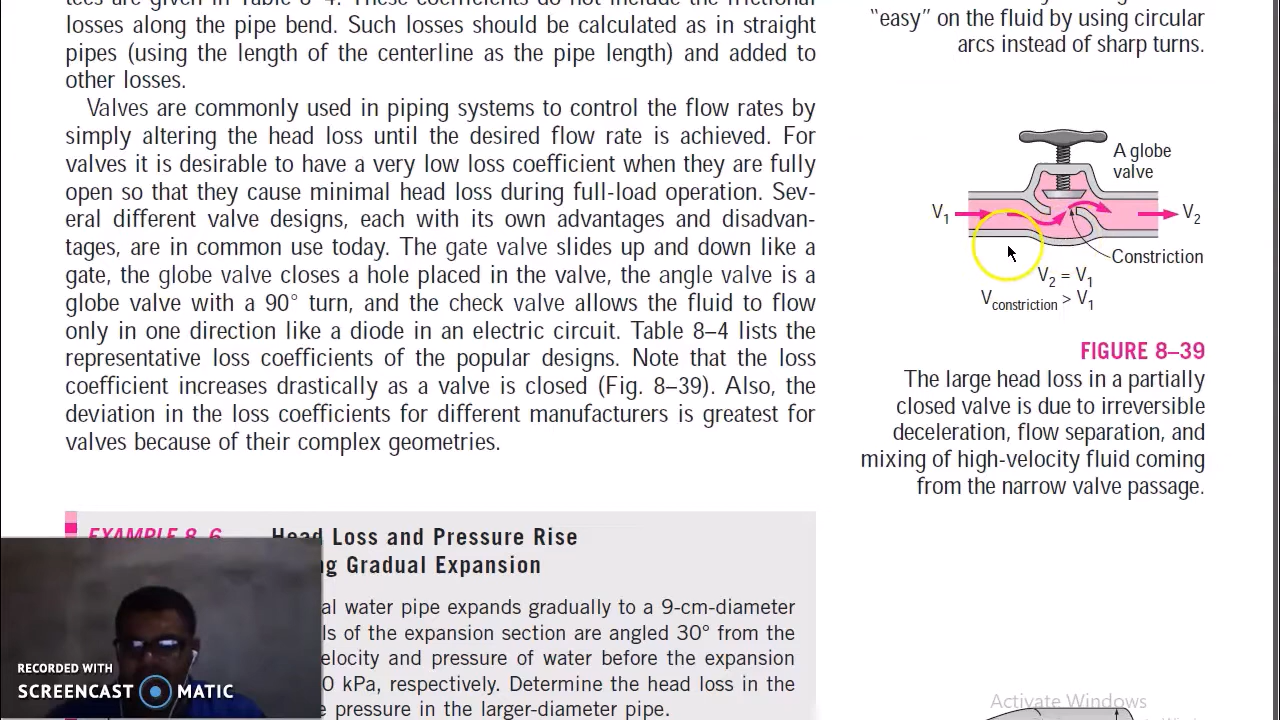 tees are given in Table 8–4. These coefficients do not include the frictional
losses along the pipe bend. Such losses should be calculated as in straight
pipes (using the length of the centerline as the pipe length) and added to
other losses.
Valves are commonly used in piping systems to control the flow rates by
simply altering the head loss until the desired flow rate is achieved. For
valves it is desirable to have a very low loss coefficient when they are fully
open so that they cause minimal head loss during full-load operation. Sev-
eral different valve designs, each with its own advantages and disadvan-
tages, are in common use today. The gate valve slides up and down like a
gate, the globe valve closes a hole placed in the valve, the angle valve is a
globe valve with a 90° turn, and the check valve allows the fluid to flow
only in one direction like a diode in an electric circuit. Table 8–4 lists the
representative loss coefficients of the popular designs. Note that the loss
coefficient increases drastically as a valve is closed (Fig. 8–39). Also, the
deviation in the loss coefficients for different manufacturers is greatest for
valves because of their complex geometries.
"easy" on the fluid by using circular
arcs instead of sharp turns.
A globe
valve
V1
V2
Constriction
V2 = V1
Vconstriction > V1
FIGURE 8–39
The large head loss in a partially
closed valve is due to irreversible
deceleration, flow separation, and
mixing of high-velocity fluid coming
from the narrow valve passage.
EXAMPLE 8–6
Head Loss and Pressure Rise
Gradual Expansion
water pipe expands gradually to a 9-cm-diameter
of the expansion section are angled 30° from the
velocity and pressure of water before the expansion
kPa, respectively. Determine the head loss in the
pressure in the larger-diameter pipe.
RECORDED WITH
SCREENCAST MATIC
Activate Windows